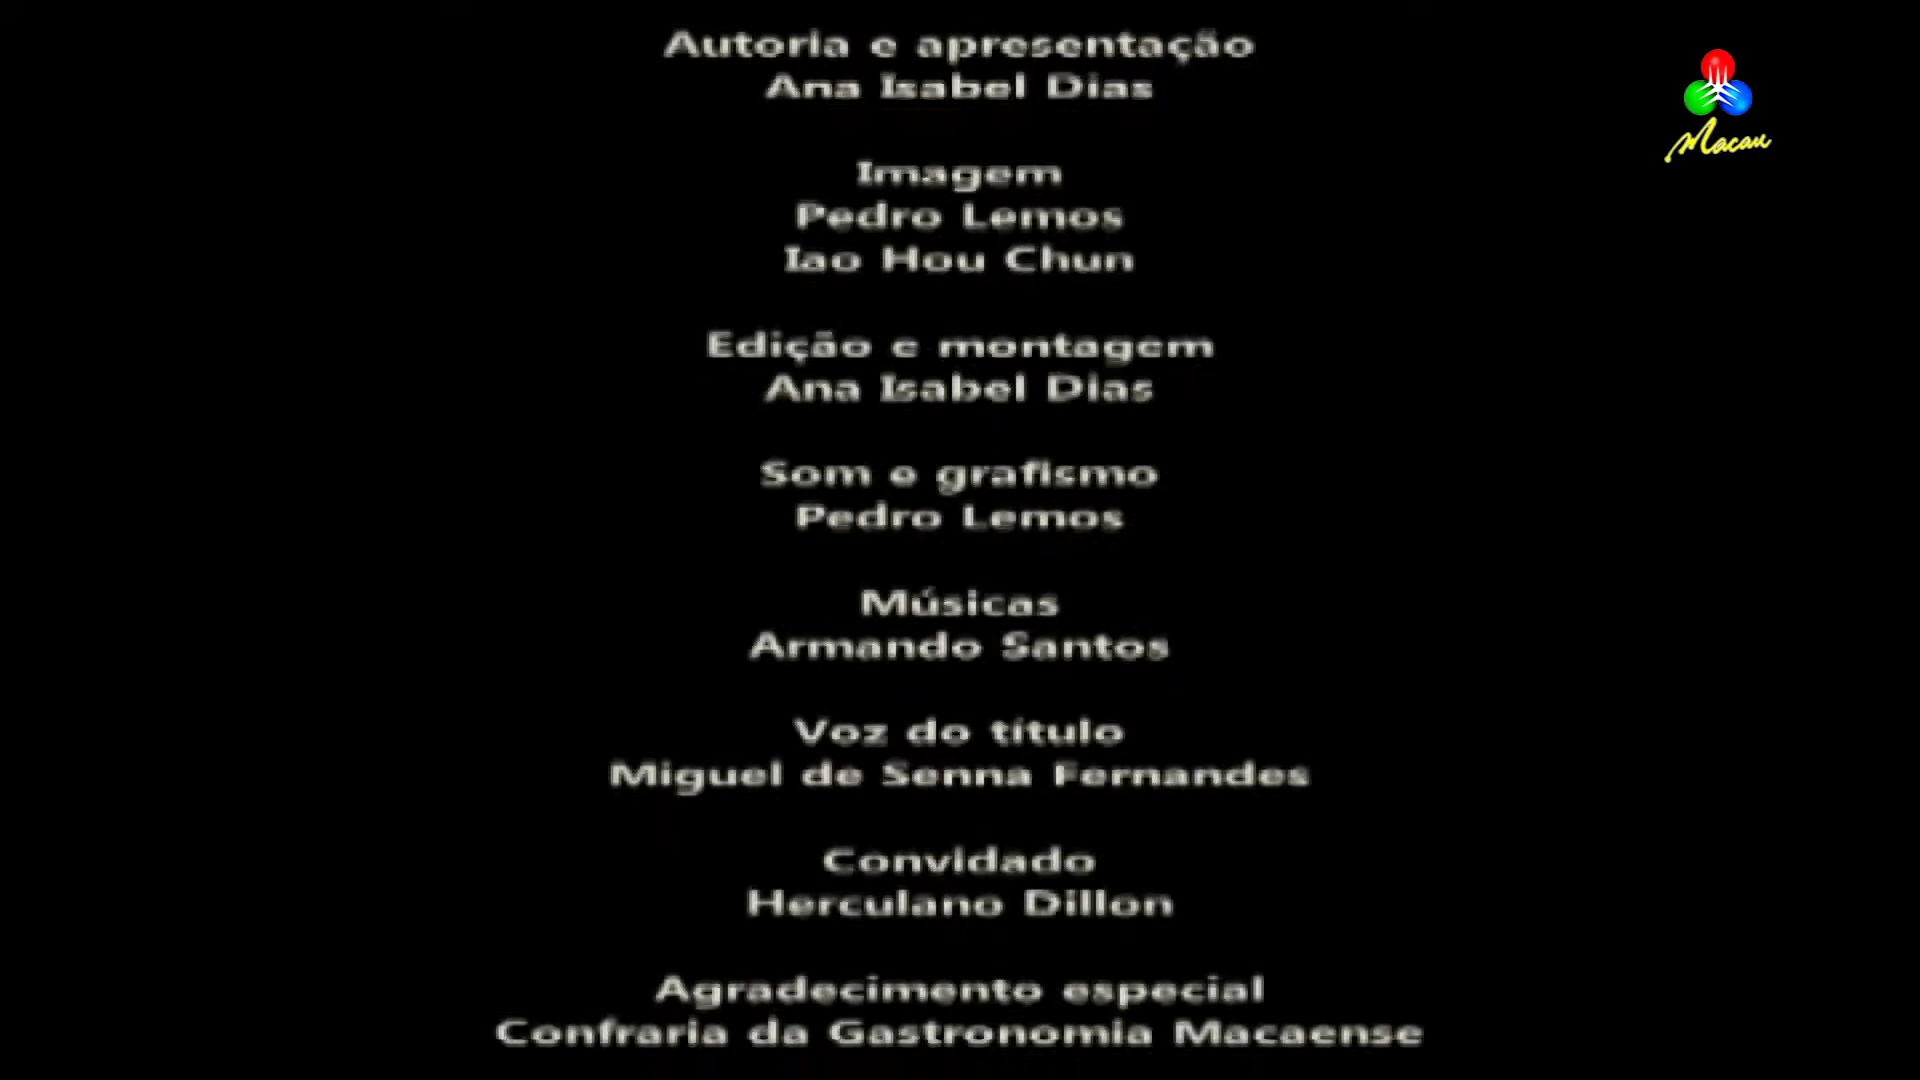 Autoria e apresentação
Ana Isabel Dias
Imagem
Pedro Lemos
Iao Hou Chun
Edição e montagem
Ana Isabel Dias
Som e grafismo
Pedro Lemos
Músicas
Armando Santos
Voz do título
Miguel de Senna Fernandes
Convidado
Herculano Dillon
Agradecimento especial
Confraria da Gastronomia Macaense
Macau